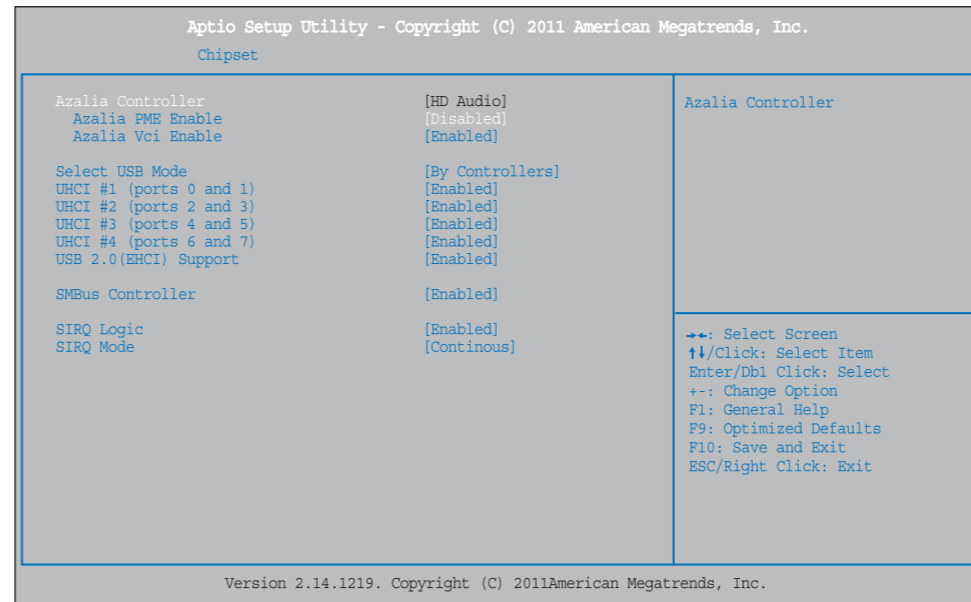 Aptio Setup Utility - Copyright (C) 2011 American Megatrends, Inc.
Chipset
Azalia Controller [HD Audio]
Azalia PME Enable [Disabled]
Azalia Vci Enable [Enabled]
Select USB Mode [By Controllers]
UHCI #1 (ports 0 and 1) [Enabled]
UHCI #2 (ports 2 and 3) [Enabled]
UHCI #3 (ports 4 and 5) [Enabled]
UHCI #4 (ports 6 and 7) [Enabled]
USB 2.0(EHCI) Support [Enabled]
SMBus Controller [Enabled]
SIRQ Logic [Enabled]
SIRQ Mode [Continous]
Azalia Controller
→←: Select Screen
↑↓/Click: Select Item
Enter/Db1 Click: Select
+-: Change Option
F1: General Help
F9: Optimized Defaults
F10: Save and Exit
ESC/Right Click: Exit
Version 2.14.1219. Copyright (C) 2011American Megatrends, Inc.